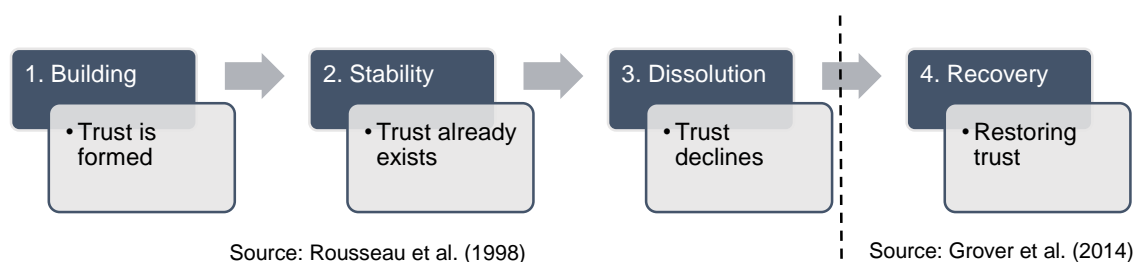 1. Building
• Trust is
formed
2. Stability
• Trust already
exists
3. Dissolution
• Trust
declines
4. Recovery
• Restoring
trust
Source: Rousseau et al. (1998)
Source: Grover et al. (2014)